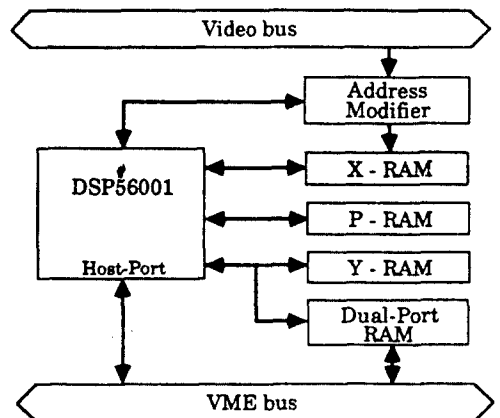 Video bus
Address
Modifier
X - RAM
DSP56001
P - RAM
Host-Port
Y - RAM
Dual-Port
RAM
VME bus